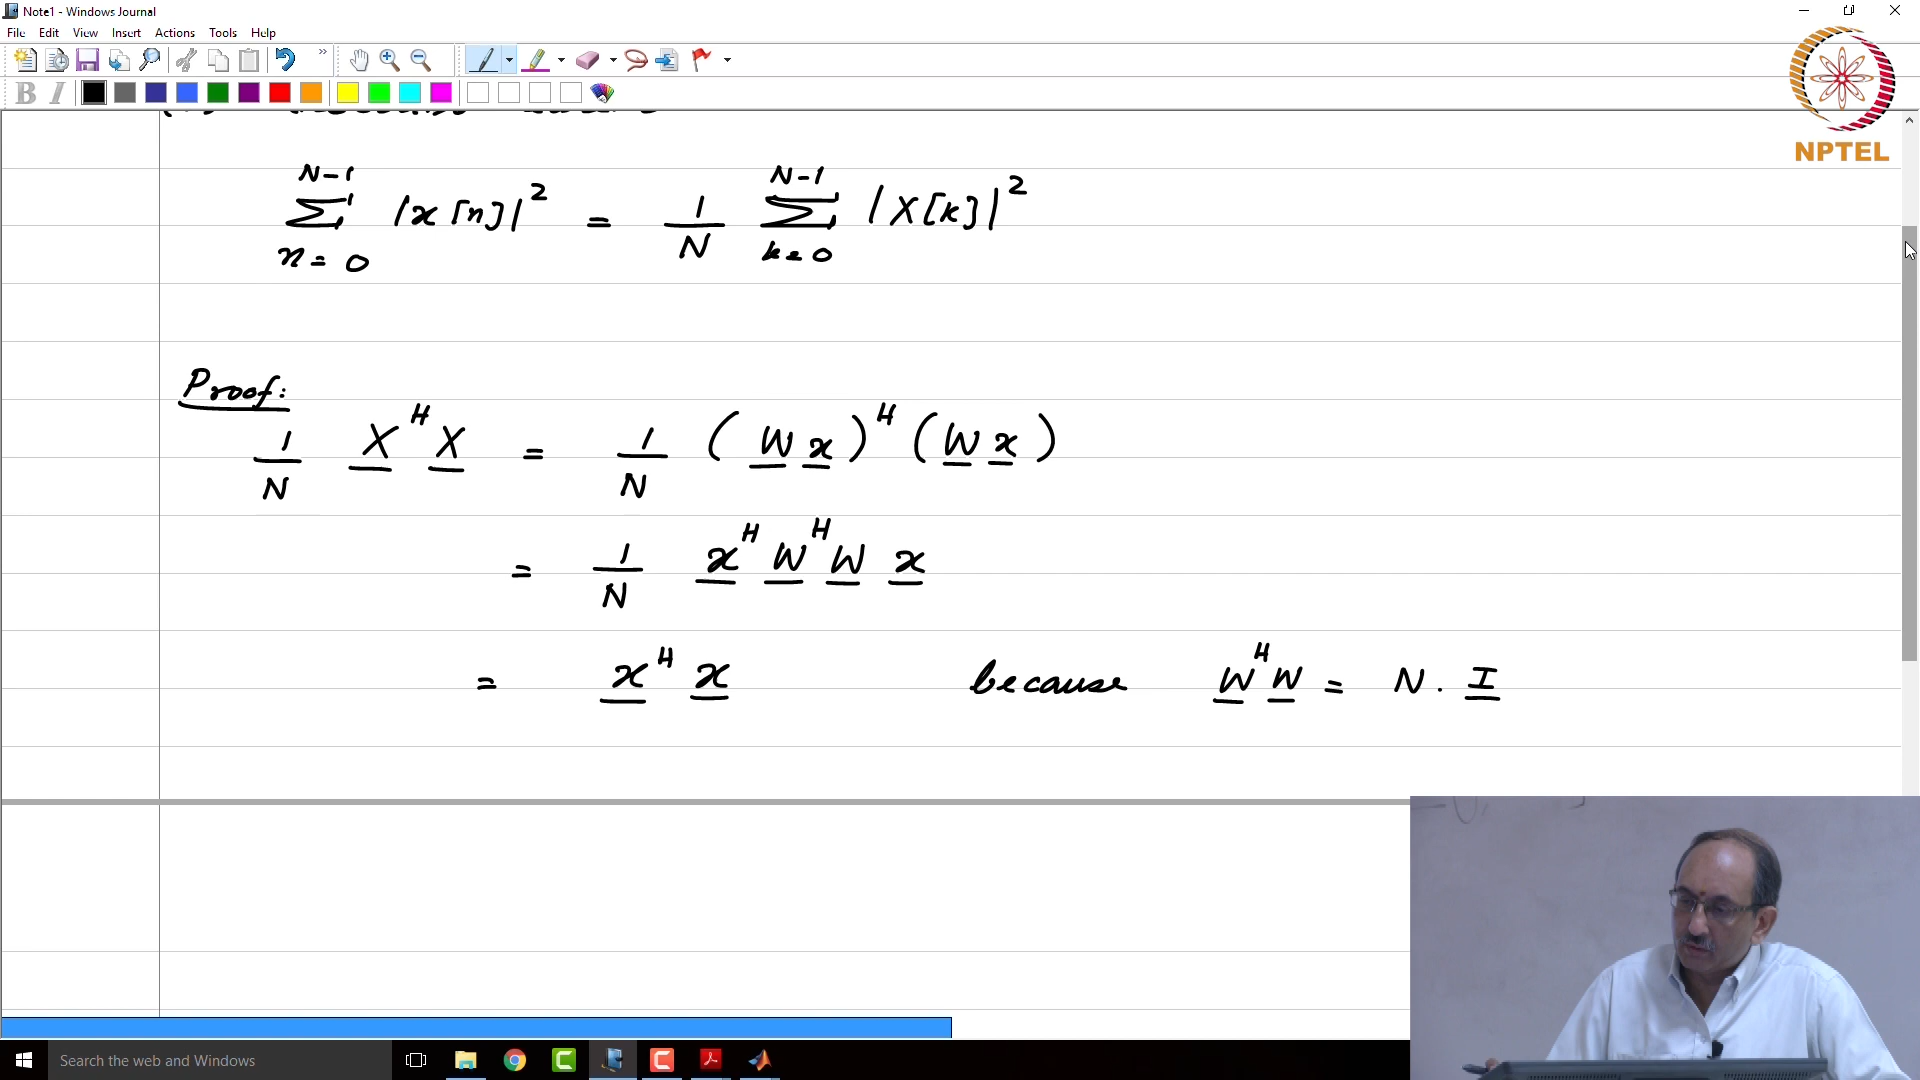 Note1 - Windows Journal
File Edit View Insert Actions Tools Help
B I
NPTEL
N-1 ∑ n=0 |x[n]|² = 1/N N-1 ∑ k=0 |X[k]|²
Proof:
1/N X^H X = 1/N (W x)^H (W x)
= 1/N x^H W^H W x
= x^H x because W^H W = N . I
Search the web and Windows